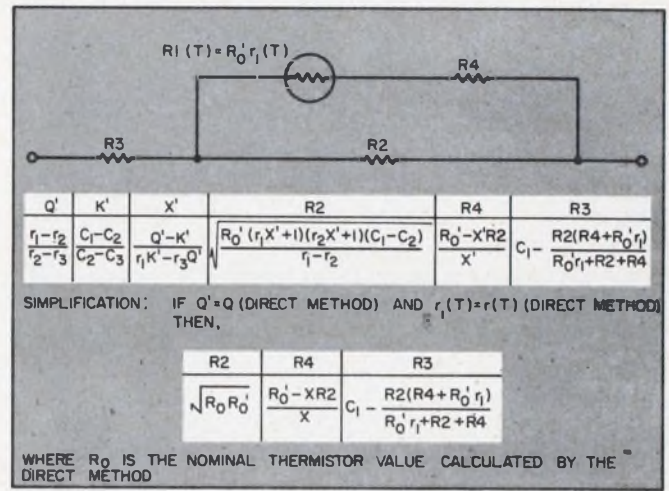 R1(T)=R₀'r₁(T)
R4
R3
R2
Q' K' X' R2 R4 R3
r₁-r₂/r₂-r₃ C₁-C₂/C₂-C₃ Q'-K'/r₁K'-r₃Q' √R₀'(r₁X'+1)(r₂X'+1)(C₁-C₂)/r₁-r₂ R₀'-X'R2/X' C₁-R2(R4+R₀'r₁)/R₀'r₁+R2+R4
SIMPLIFICATION: IF Q'=Q (DIRECT METHOD) AND r₁(T)=r(T) (DIRECT METHOD)
THEN,
R2 R4 R3
√R₀R₀' R₀'-XR2/X C₁-R2(R4+R₀'r₁)/R₀'r₁+R2+R4
WHERE R₀ IS THE NOMINAL THERMISTOR VALUE CALCULATED BY THE
DIRECT METHOD